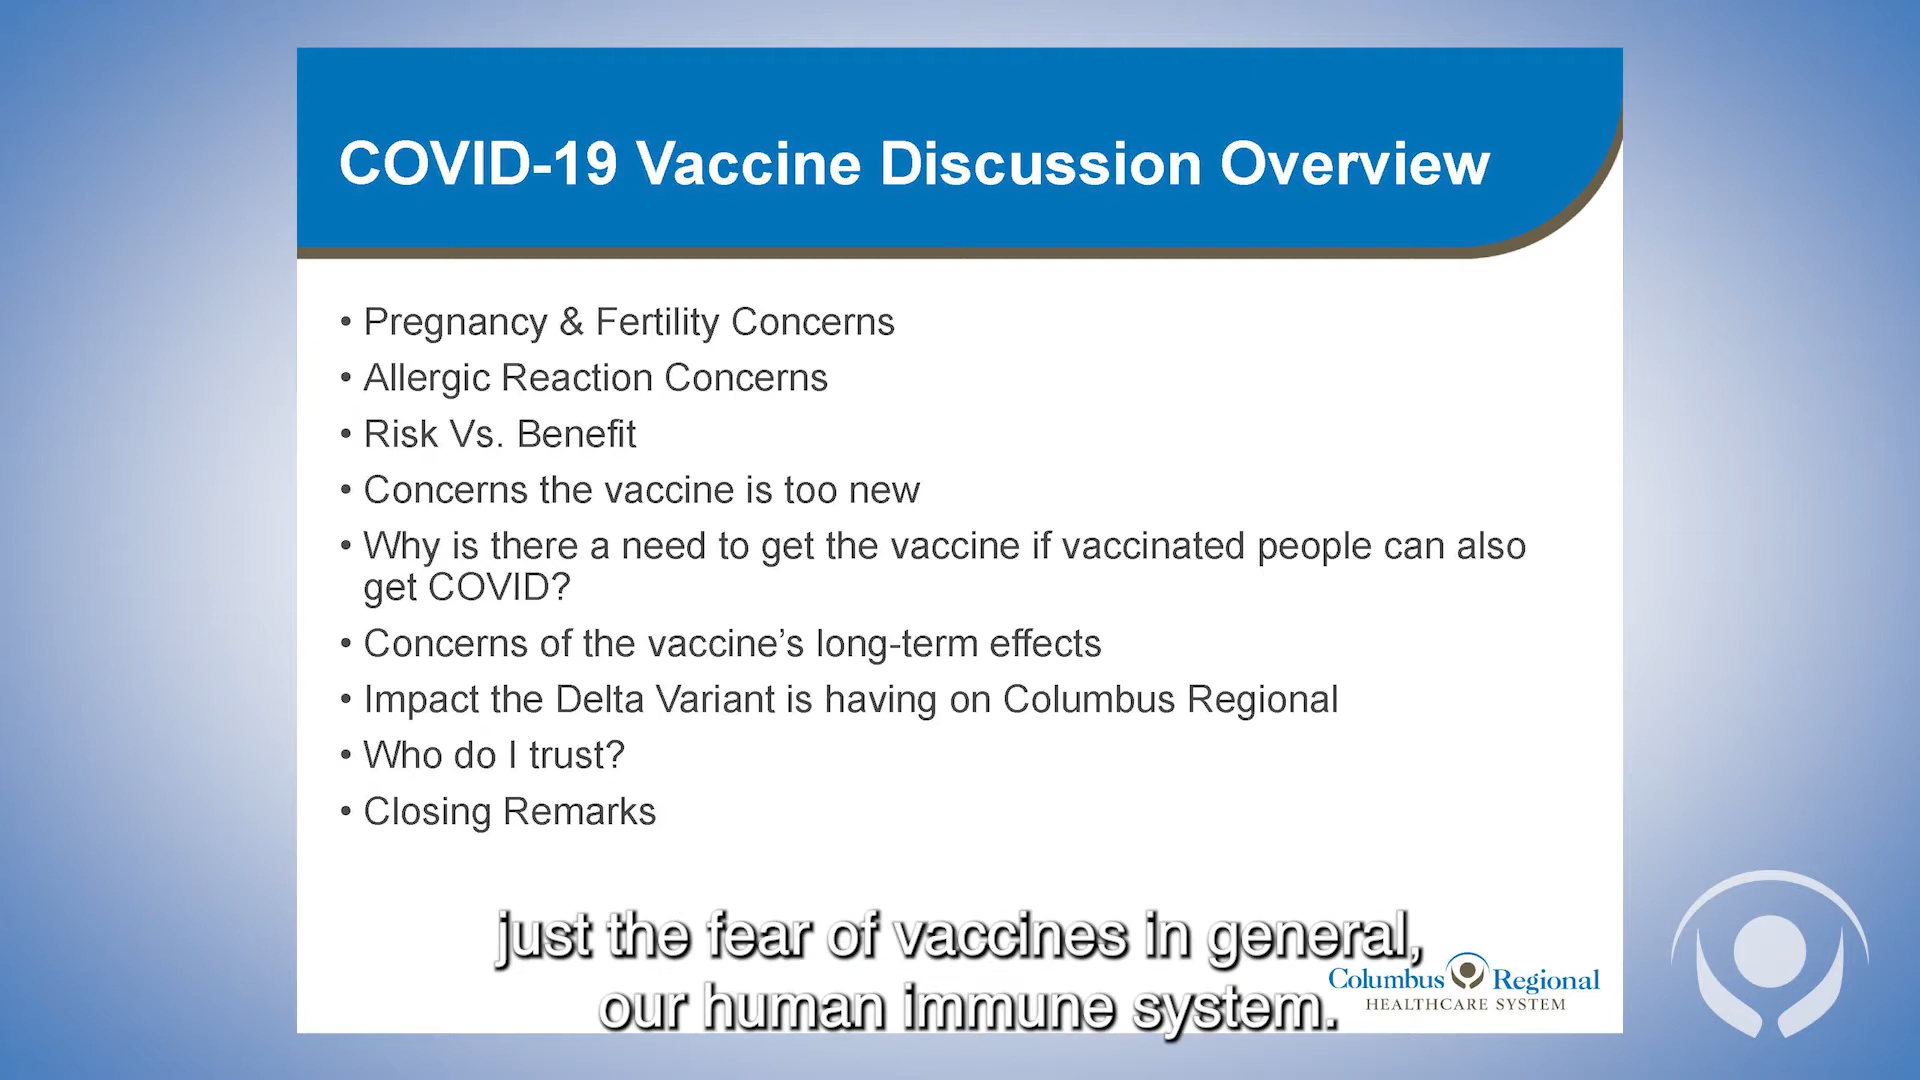 COVID-19 Vaccine Discussion Overview
• Pregnancy & Fertility Concerns
• Allergic Reaction Concerns
• Risk Vs. Benefit
• Concerns the vaccine is too new
• Why is there a need to get the vaccine if vaccinated people can also
get COVID?
• Concerns of the vaccine’s long-term effects
• Impact the Delta Variant is having on Columbus Regional
• Who do I trust?
• Closing Remarks
just the fear of vaccines in general,
our human immune system.
Columbus Regional
HEALTHCARE SYSTEM